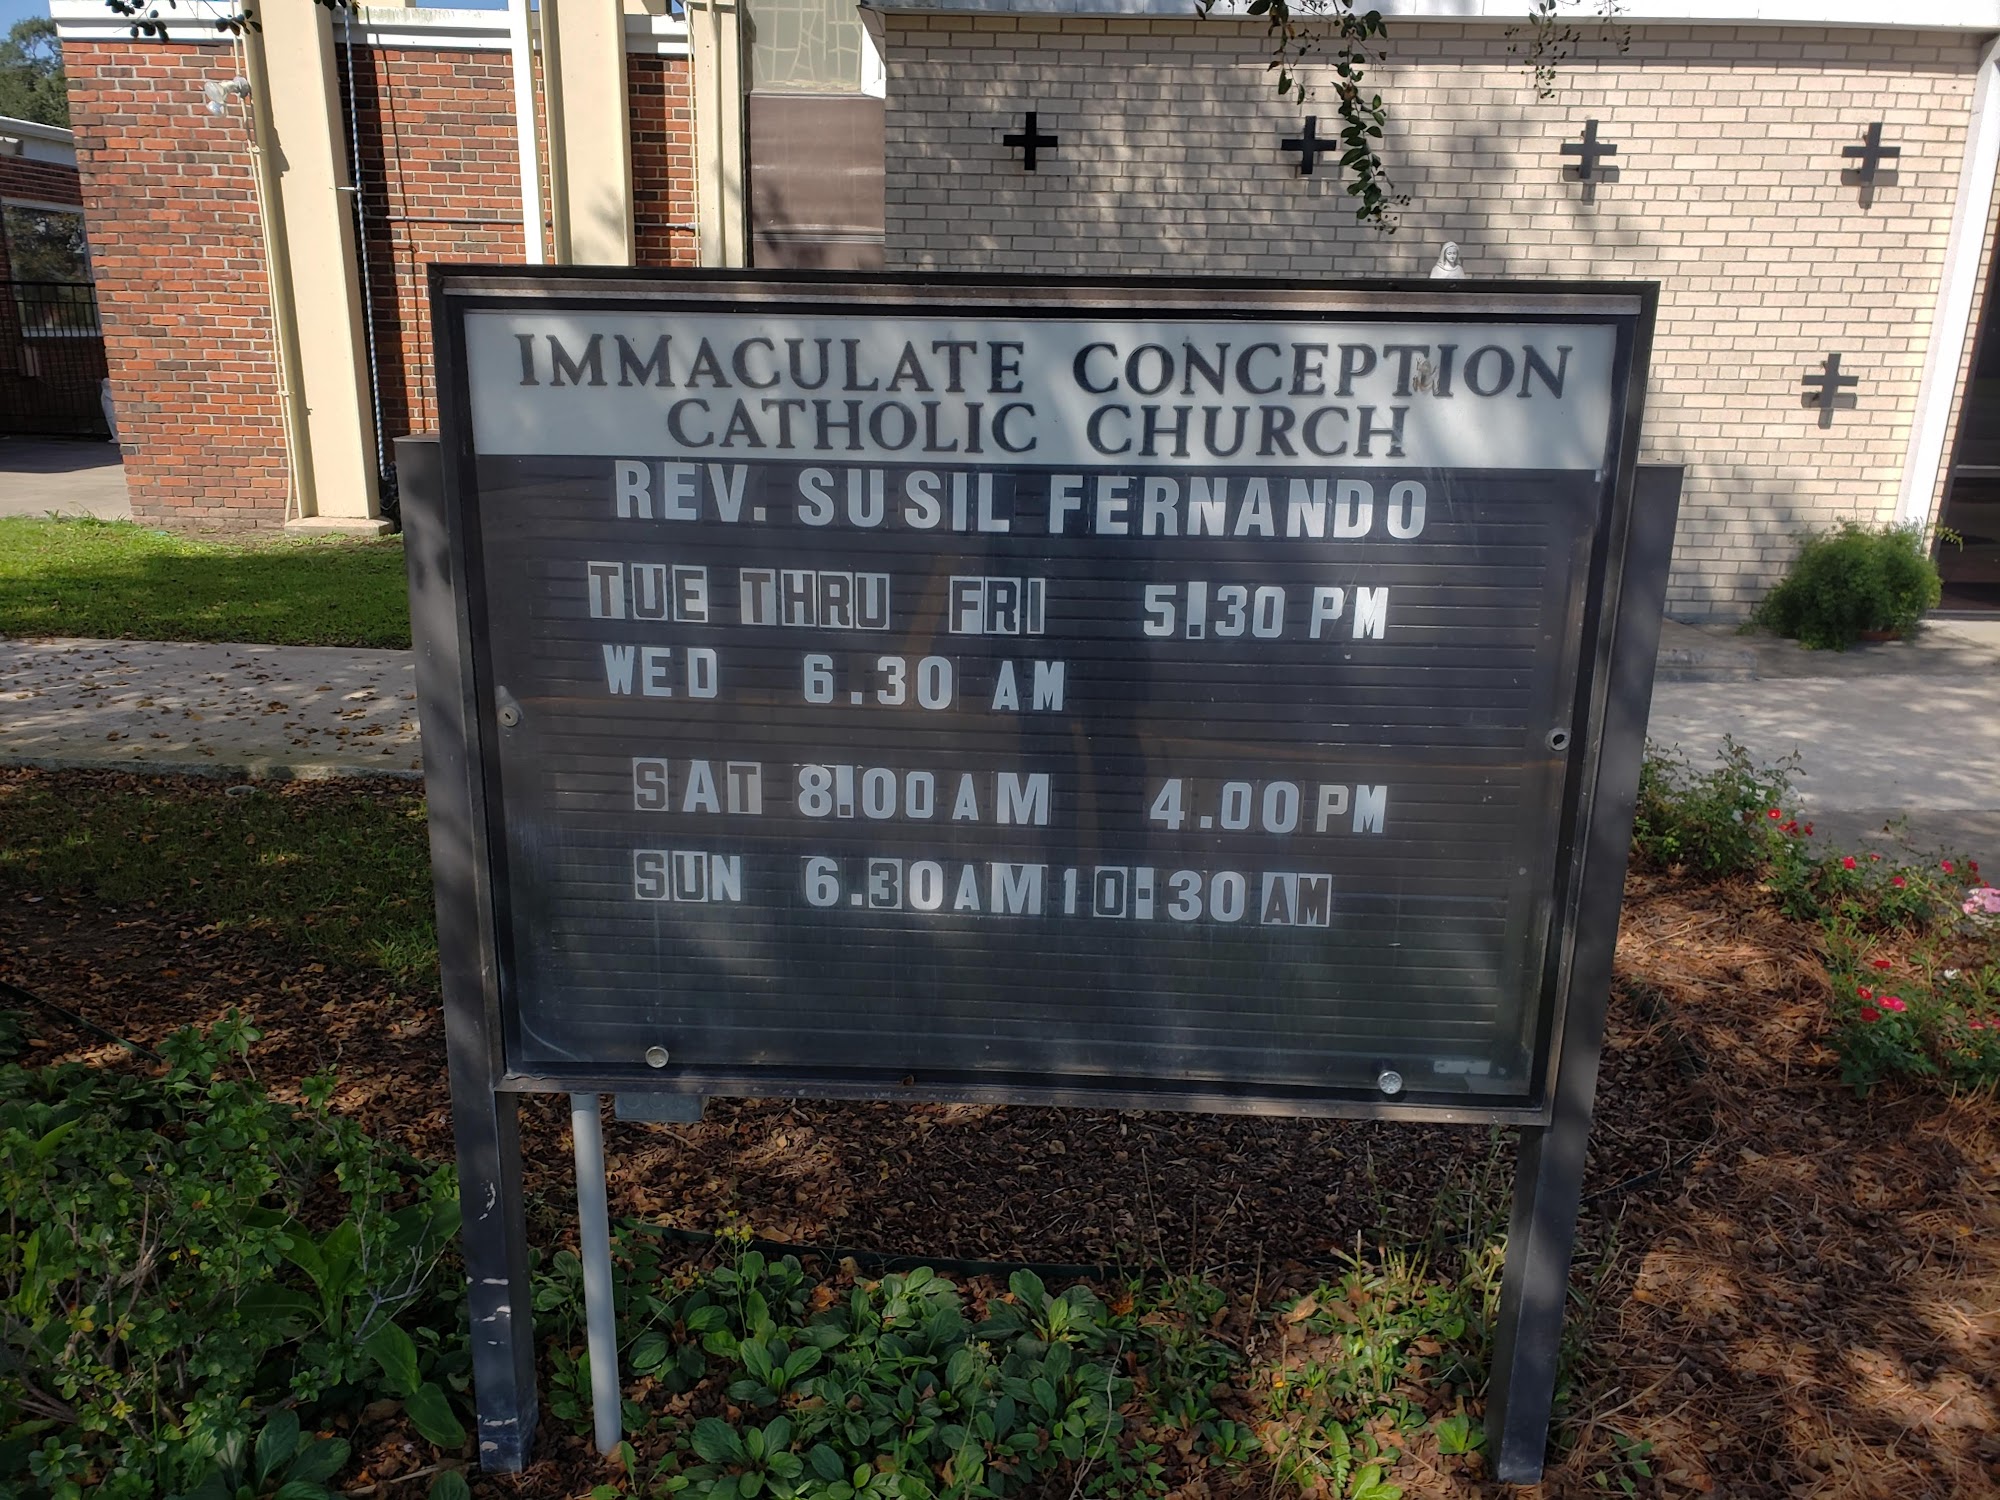 IMMACULATE CONCEPTION
CATHOLIC CHURCH
REV. SUSIL FERNANDO
TUE THRU FRI 5!30 PM
WED 6.30 AM
SAT 8!00 AM 4.00 PM
SUN 6.30 AM 10:30 AM